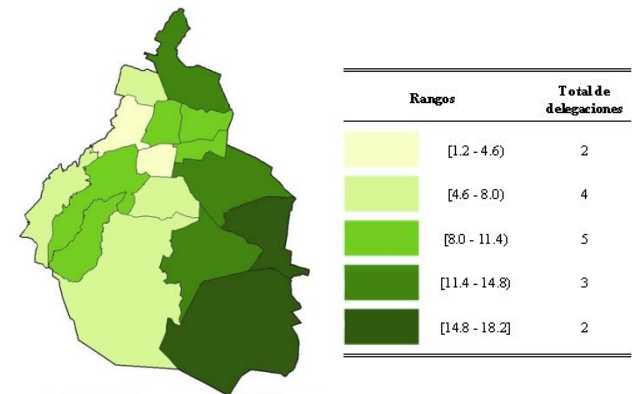 Rangos
Total de
delegaciones
[1.2 - 4.6)
2
[4.6 - 8.0)
4
[8.0 - 11.4)
5
[11.4 - 14.8)
3
[14.8 - 18.2]
2